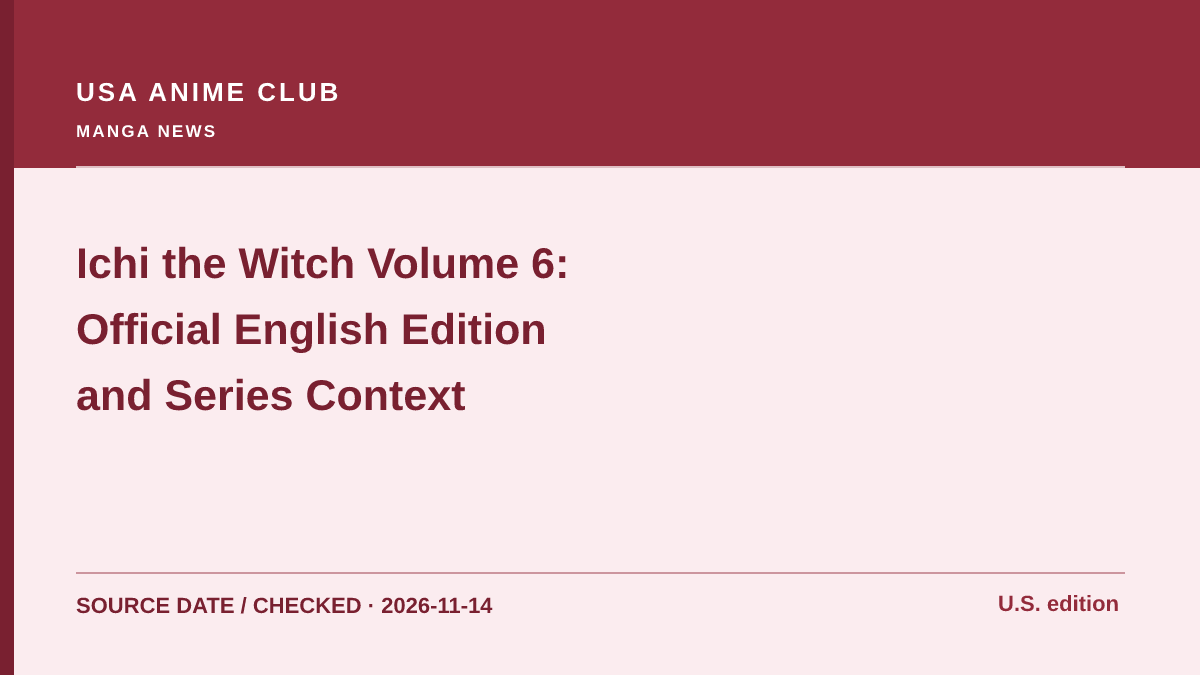 USA ANIME CLUB
MANGA NEWS
Ichi the Witch Volume 6:
Official English Edition
and Series Context
SOURCE DATE / CHECKED · 2026-11-14
U.S. edition